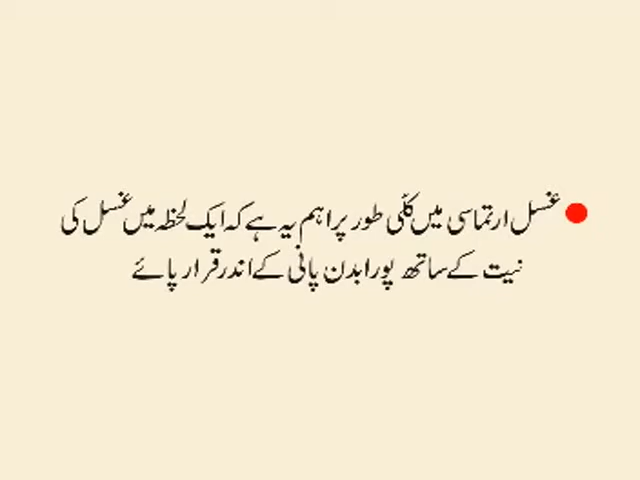 غسل ارتماسی میں کلّی طور پر اہم یہ ہے کہ ایک لحظہ میں غسل کی
نیت کے ساتھ پورا بدن پانی کے اندر قرار پائے